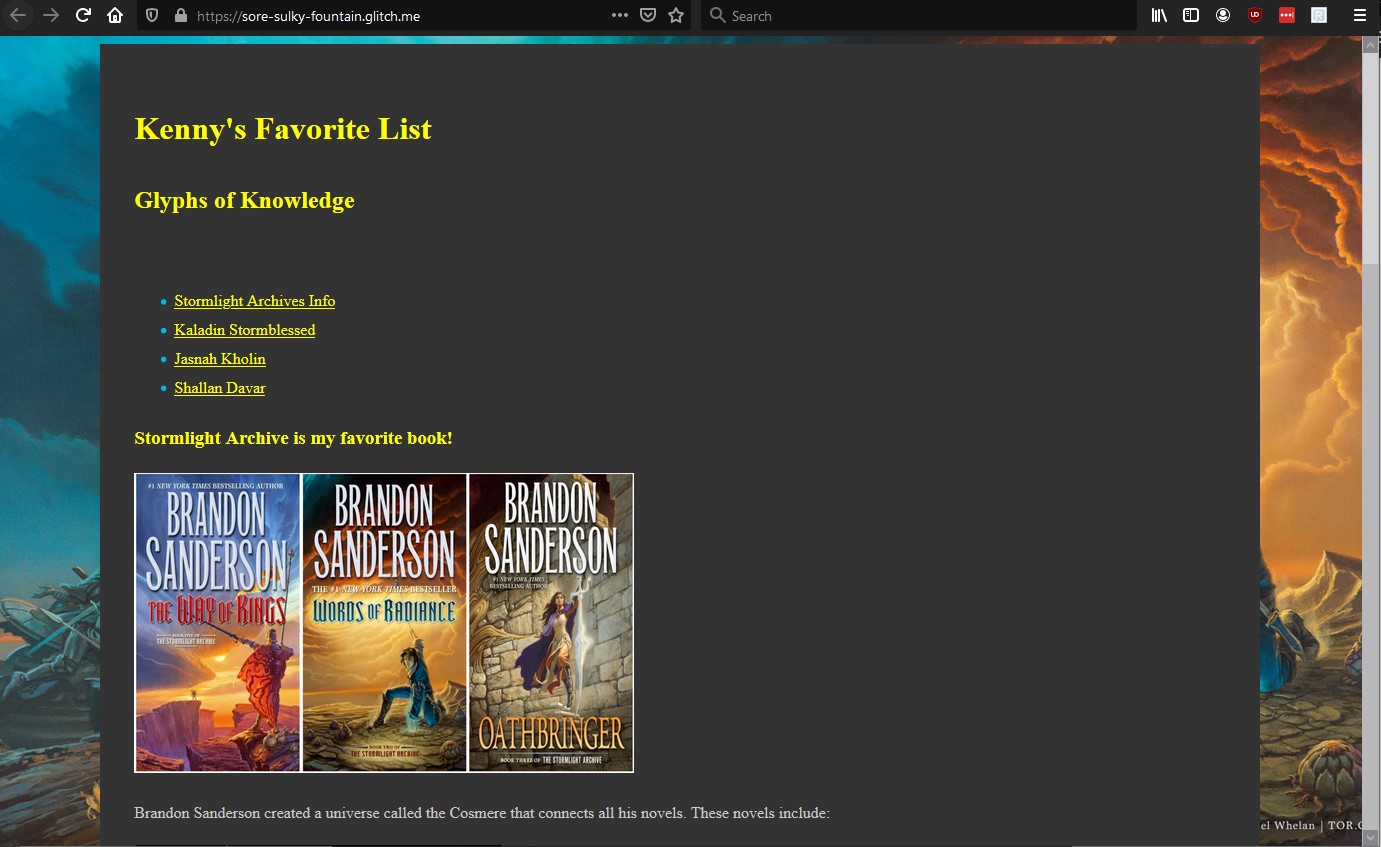 https://sore-sulky-fountain.glitch.me
Search
Kenny's Favorite List
Glyphs of Knowledge
Stormlight Archives Info
Kaladin Stormblessed
Jasnah Kholin
Shallan Davar
Stormlight Archive is my favorite book!
#1 NEW YORK TIMES BESTSELLING AUTHOR
BRANDON
SANDERSON
THE WAY OF KINGS
BOOK ONE OF
THE STORMLIGHT ARCHIVE
BRANDON
SANDERSON
THE #1 NEW YORK TIMES BESTSELLER
WORDS OF RADIANCE
BOOK TWO OF
THE STORMLIGHT ARCHIVE
BRANDON
SANDERSON
#1 NEW YORK TIMES
BESTSELLING AUTHOR
OATHBRINGER
BOOK THREE OF THE STORMLIGHT ARCHIVE
Brandon Sanderson created a universe called the Cosmere that connects all his novels. These novels include:
el Whelan | TOR.C